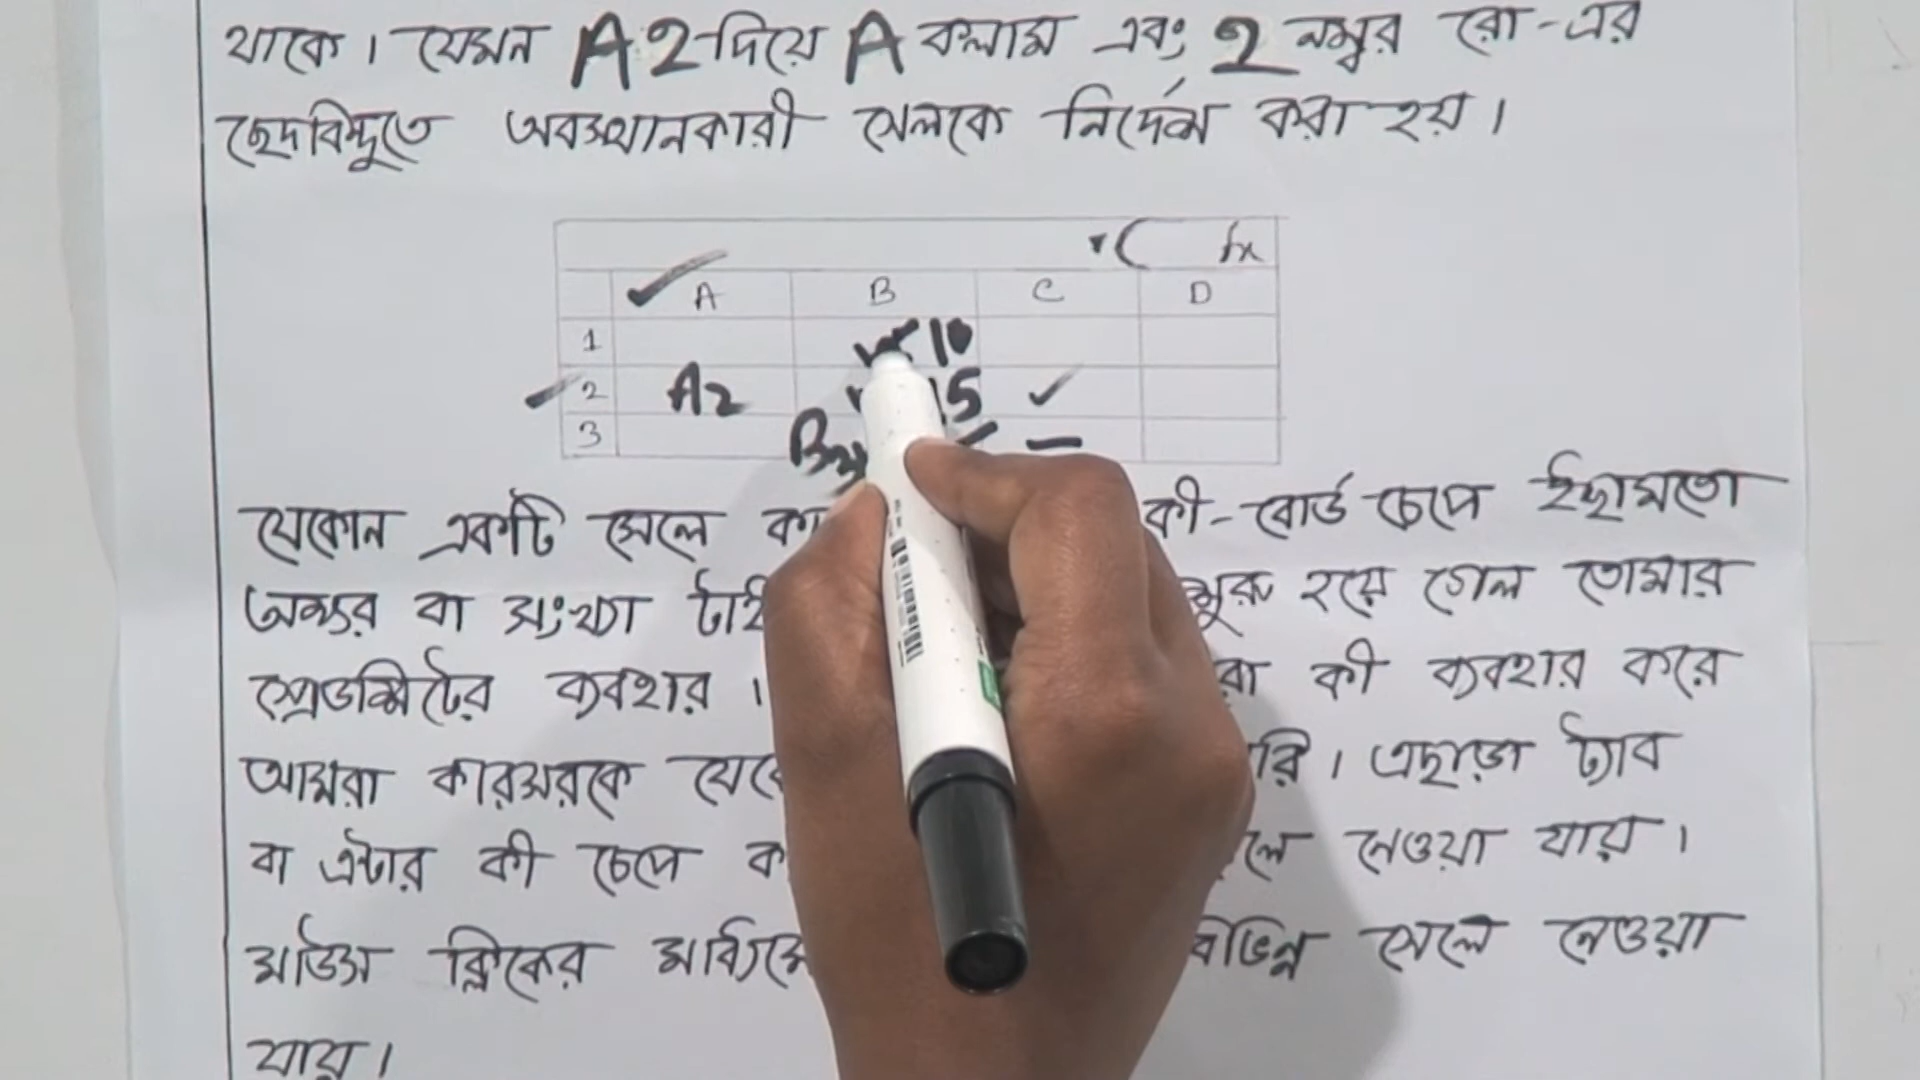 থাকে। যেমন A2 দিয়ে A কলাম এবং 2 নম্বর রো-এর
ছেদবিন্দুতে অবস্থানকারী সেলকে নির্দেশ করা হয়।
fx
A B C D
1 10
2 A2 15
3
যেকোন একটি সেলে কী-বোর্ড চেপে ইচ্ছামতো
অক্ষর বা সংখ্যা শুরু হয়ে গেল তোমার
স্প্রেডশিটের ব্যবহার। কী ব্যবহার করে
আমরা কারসরকে এছাড়া ট্যাব
বা এন্টার কী চেপে নেওয়া যায়।
মাউস ক্লিকের বিভিন্ন সেলে নেওয়া
যায়।